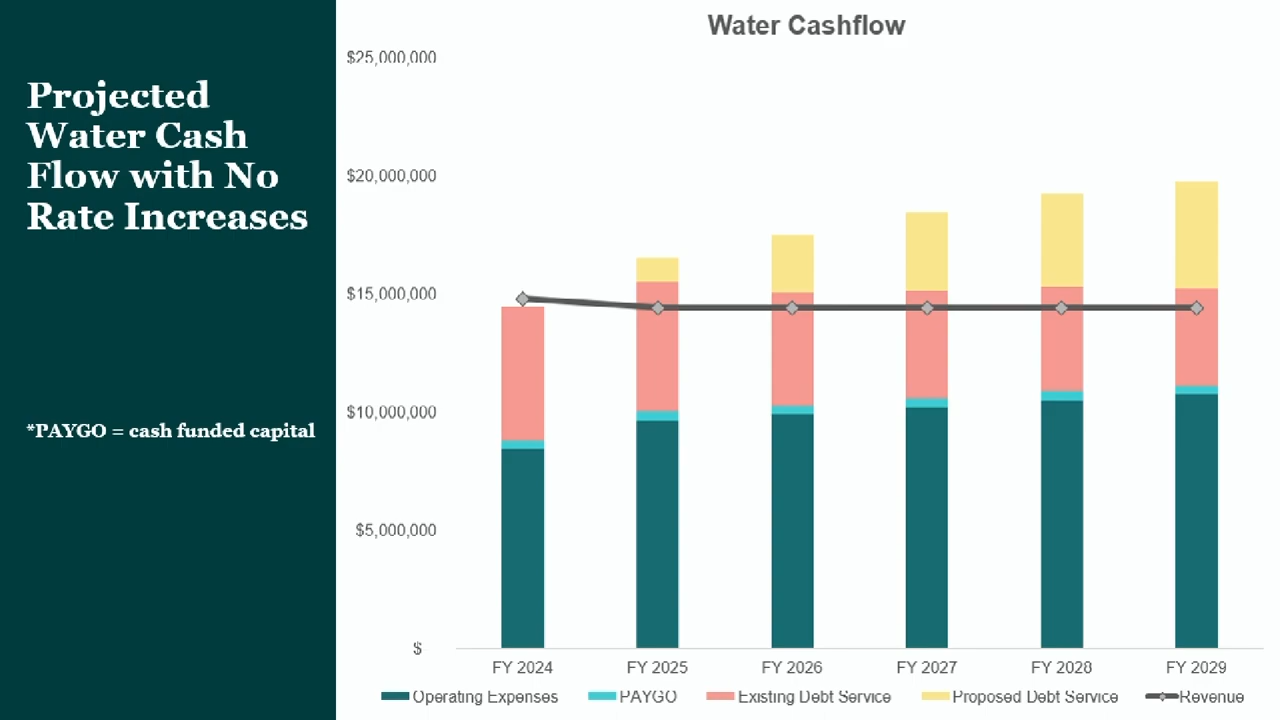 Projected
Water Cash
Flow with No
Rate Increases
*PAYGO = cash funded capital
Water Cashflow
$25,000,000
$20,000,000
$15,000,000
$10,000,000
$5,000,000
$
FY 2024 FY 2025 FY 2026 FY 2027 FY 2028 FY 2029
Operating Expenses PAYGO Existing Debt Service Proposed Debt Service Revenue